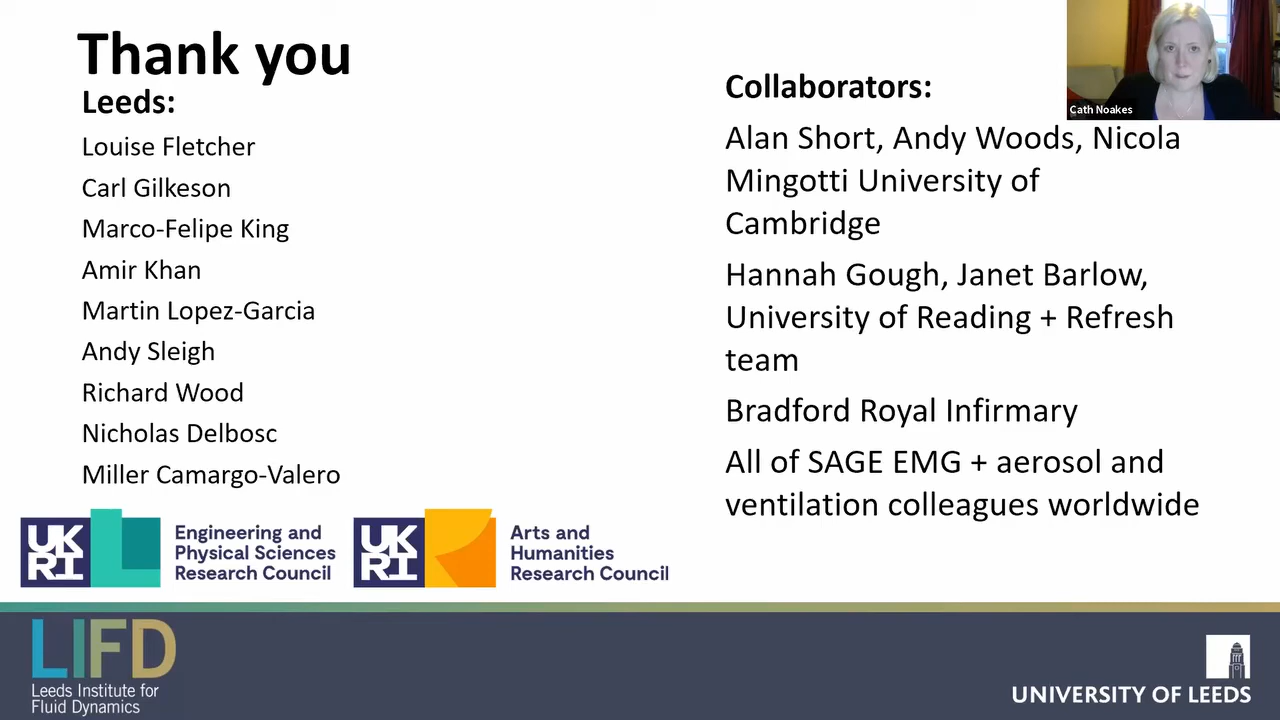 Thank you
Leeds:
Louise Fletcher
Carl Gilkeson
Marco-Felipe King
Amir Khan
Martin Lopez-Garcia
Andy Sleigh
Richard Wood
Nicholas Delbosc
Miller Camargo-Valero
Collaborators:
Alan Short, Andy Woods, Nicola
Mingotti University of
Cambridge
Hannah Gough, Janet Barlow,
University of Reading + Refresh
team
Bradford Royal Infirmary
All of SAGE EMG + aerosol and
ventilation colleagues worldwide
Cath Noakes
UK
RI
Engineering and
Physical Sciences
Research Council
UK
RI
Arts and
Humanities
Research Council
LIFD
Leeds Institute for
Fluid Dynamics
UNIVERSITY OF LEEDS